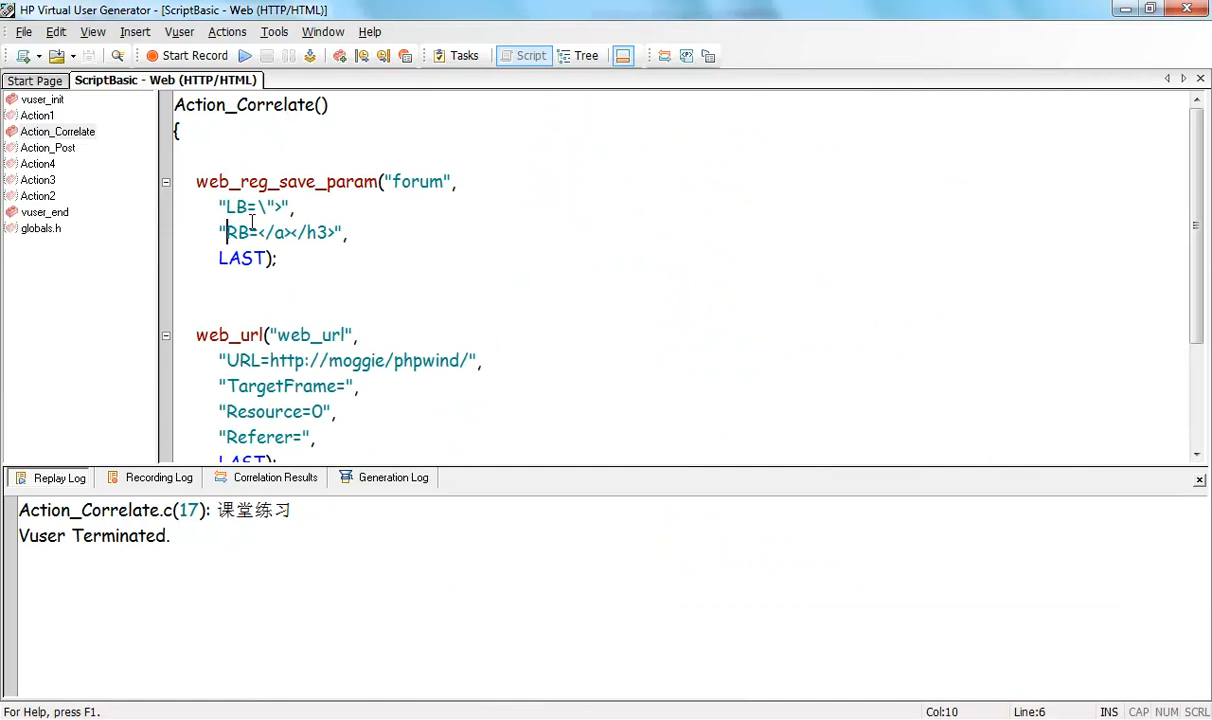 HP Virtual User Generator - [ScriptBasic - Web (HTTP/HTML)]
File Edit View Insert Vuser Actions Tools Window Help
Start Record Tasks Script Tree
Start Page ScriptBasic - Web (HTTP/HTML)
vuser_init
Action1
Action_Correlate
Action_Post
Action4
Action3
Action2
vuser_end
globals.h
Action_Correlate()
{
web_reg_save_param("forum",
"LB=\">",
"RB=</a></h3>",
LAST);
web_url("web_url",
"URL=http://moggie/phpwind/",
"TargetFrame=",
"Resource=0",
"Referer=",
LAST);
Replay Log Recording Log Correlation Results Generation Log
Action_Correlate.c(17): 课堂练习
Vuser Terminated.
For Help, press F1. Col:10 Line:6 INS CAP NUM SCRL